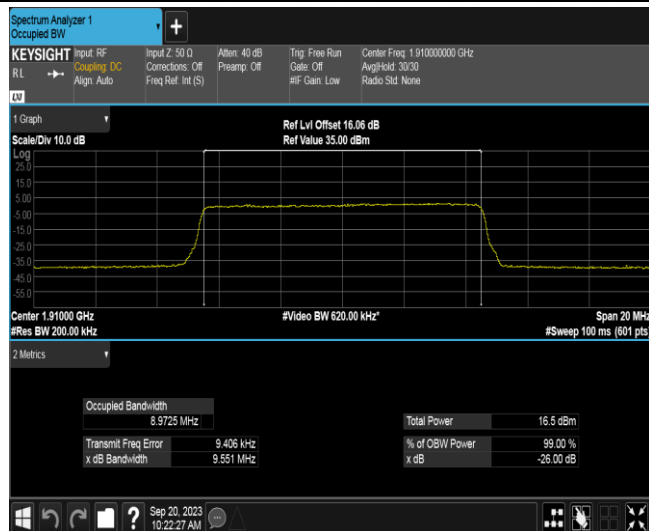 Spectrum Analyzer 1
Occupied BW
KEYSIGHT Input: RF Input Z: 50 Ω Atten: 40 dB Trig: Free Run Center Freq: 1.910000000 GHz
RL Coupling: DC Corrections: Off Preamp: Off Gate: Off Avg|Hold: 30/30
Align: Auto Freq Ref: Int (S) #IF Gain: Low Radio Std: None
LXI
1 Graph
Ref Lvl Offset 16.06 dB
Scale/Div 10.0 dB Ref Value 35.00 dBm
Log
25.0
15.0
5.00
-5.00
-15.0
-25.0
-35.0
-45.0
-55.0
Center 1.91000 GHz #Video BW 620.00 kHz* Span 20 MHz
#Res BW 200.00 kHz #Sweep 100 ms (601 pts)
2 Metrics
Occupied Bandwidth
8.9725 MHz Total Power 16.5 dBm
Transmit Freq Error 9.406 kHz % of OBW Power 99.00 %
x dB Bandwidth 9.551 MHz x dB -26.00 dB
? Sep 20, 2023
10:22:27 AM